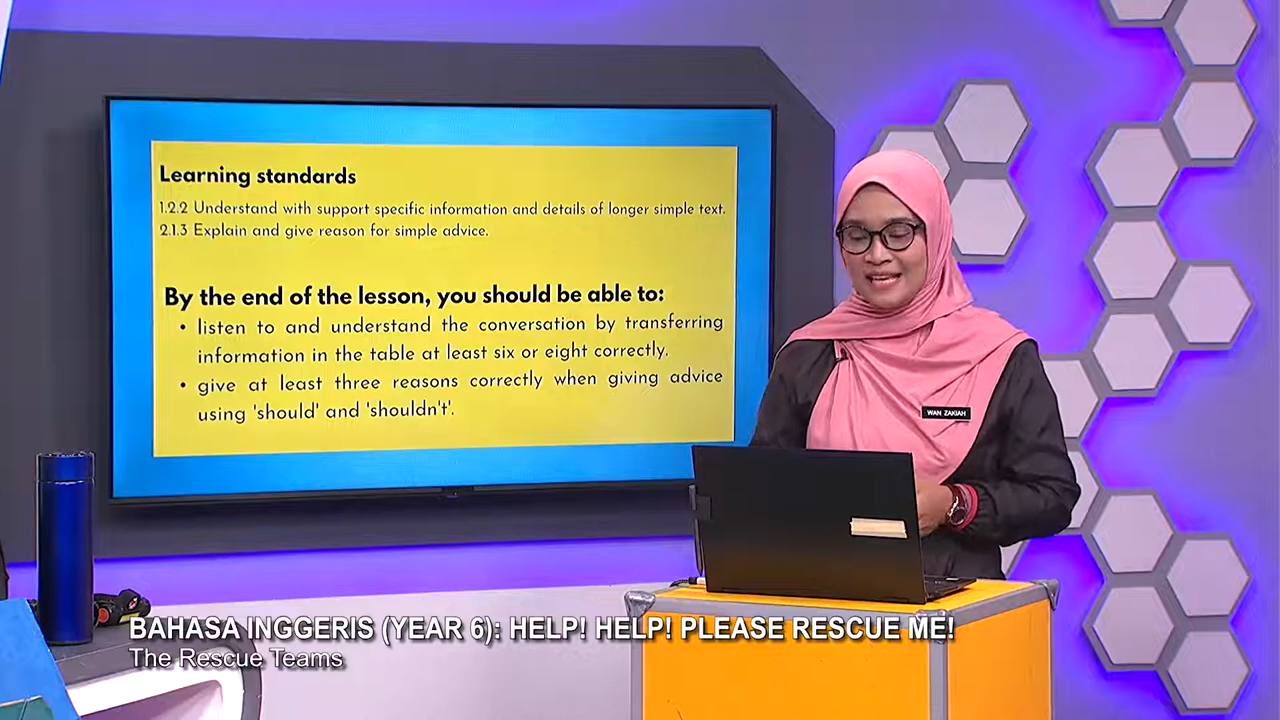 Learning standards
1.2.2 Understand with support specific information and details of longer simple text.
2.1.3 Explain and give reason for simple advice.
By the end of the lesson, you should be able to:
• listen to and understand the conversation by transferring
information in the table at least six or eight correctly.
• give at least three reasons correctly when giving advice
using 'should' and 'shouldn't'.
WAN ZAKIAH
BAHASA INGGERIS (YEAR 6): HELP! HELP! PLEASE RESCUE ME!
The Rescue Teams